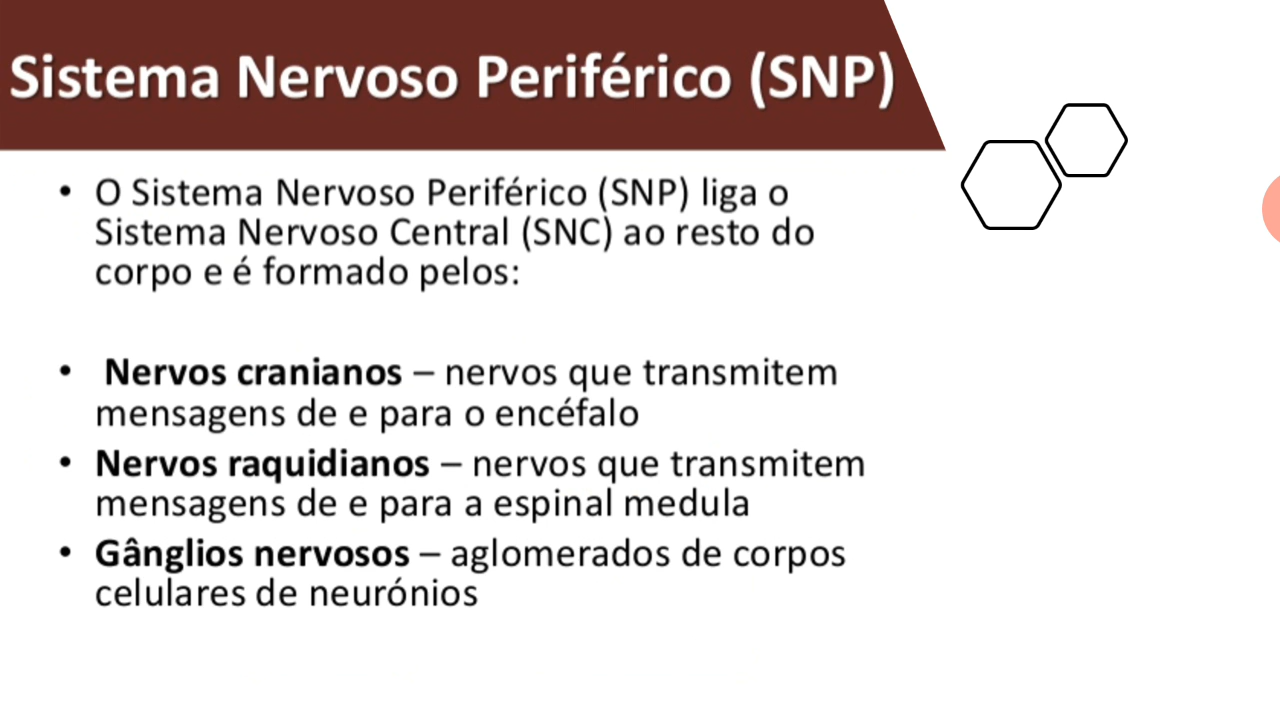 Sistema Nervoso Periférico (SNP)
• O Sistema Nervoso Periférico (SNP) liga o
Sistema Nervoso Central (SNC) ao resto do
corpo e é formado pelos:
• Nervos cranianos – nervos que transmitem
mensagens de e para o encéfalo
• Nervos raquidianos – nervos que transmitem
mensagens de e para a espinal medula
• Gânglios nervosos – aglomerados de corpos
celulares de neurónios